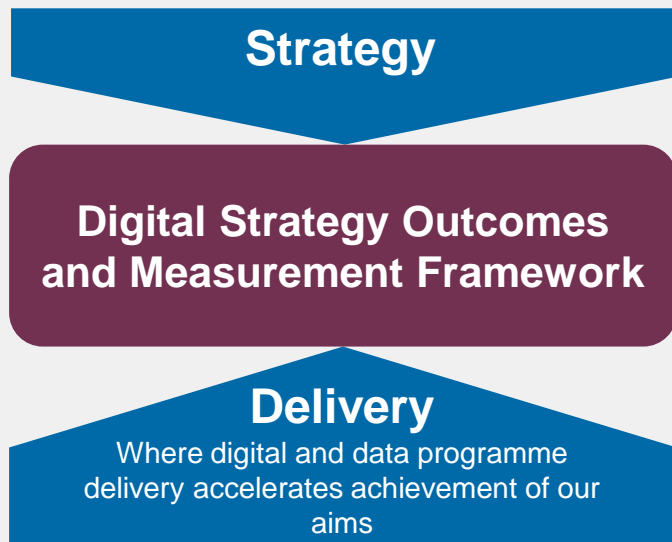 Strategy
Digital Strategy Outcomes
and Measurement Framework
Delivery
Where digital and data programme
delivery accelerates achievement of our
aims